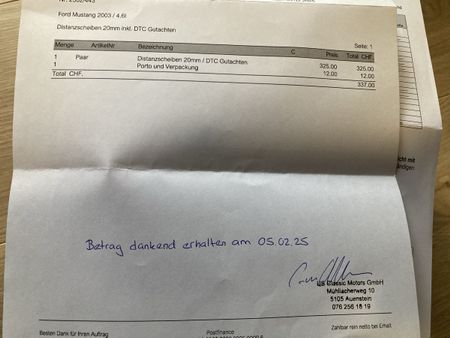 Ford Mustang 2003 / 4,6l
Distanzscheiben 20mm inkl. DTC Gutachten
Seite: 1
Menge ArtikelNr Bezeichnung C Preis Total CHF.
1 Paar Distanzscheiben 20mm / DTC Gutachten 325.00 325.00
1 Porto und Verpackung 12.00 12.00
Total CHF. 337.00
Betrag dankend erhalten am 05.02.25
US Classic Motors GmbH
Mühlacherweg 10
5105 Auenstein
076 256 18 19
Besten Dank für Ihren Auftrag
Postfinance
Zahlbar rein netto bei Email